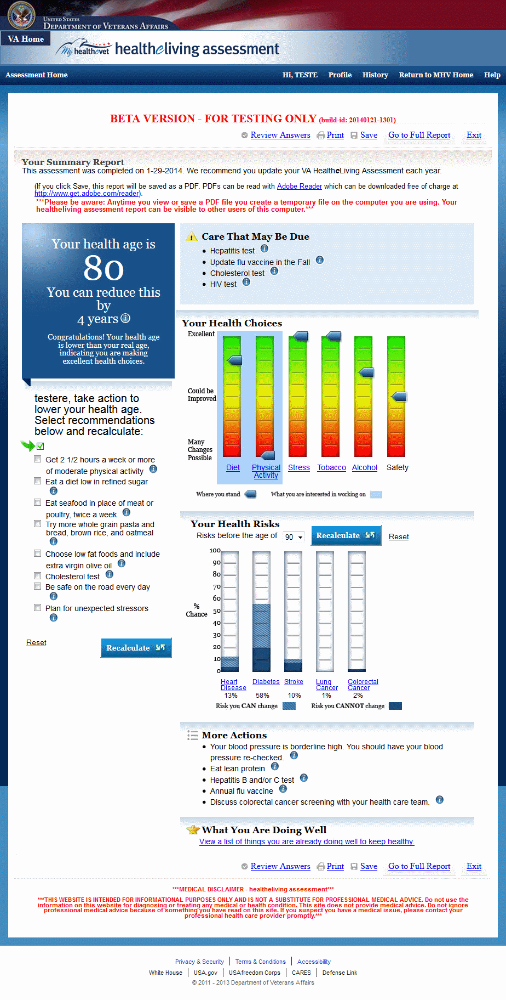 UNITED STATES
DEPARTMENT OF VETERANS AFFAIRS
VA Home
My healthevet healtheliving assessment
Assessment Home Hi, TESTE Profile History Return to MHV Home Help
BETA VERSION - FOR TESTING ONLY (build-id: 20140121-1301)
Review Answers Print Save Go to Full Report Exit
Your Summary Report
This assessment was completed on 1-29-2014. We recommend you update your VA HealtheLiving Assessment each year.
(If you click Save, this report will be saved as a PDF. PDFs can be read with Adobe Reader which can be downloaded free of charge at
http://www.get.adobe.com/reader).
***Please be aware: Anytime you view or save a PDF file you create a temporary file on the computer you are using. Your
healtheliving assessment report can be visible to other users of this computer.***
Your health age is
80
You can reduce this
by
4 years
Congratulations! Your health age
is lower than your real age,
indicating you are making
excellent health choices.
testere, take action to
lower your health age.
Select recommendations
below and recalculate:
Get 2 1/2 hours a week or more
of moderate physical activity
Eat a diet low in refined sugar
Eat seafood in place of meat or
poultry, twice a week
Try more whole grain pasta and
bread, brown rice, and oatmeal
Choose low fat foods and include
extra virgin olive oil
Cholesterol test
Be safe on the road every day
Plan for unexpected stressors
Reset Recalculate
Care That May Be Due
• Hepatitis test
• Update flu vaccine in the Fall
• Cholesterol test
• HIV test
Your Health Choices
Excellent
Could be
Improved
Many
Changes
Possible
Diet Physical Activity Stress Tobacco Alcohol Safety
Where you stand What you are interested in working on
Your Health Risks
Risks before the age of 90 Recalculate Reset
100
90
80
70
60
% Chance
50
40
30
20
10
0
Heart Disease Diabetes Stroke Lung Cancer Colorectal Cancer
13% 58% 10% 1% 2%
Risk you CAN change Risk you CANNOT change
More Actions
• Your blood pressure is borderline high. You should have your blood
pressure re-checked.
• Eat lean protein
• Hepatitis B and/or C test
• Annual flu vaccine
• Discuss colorectal cancer screening with your health care team.
What You Are Doing Well
View a list of things you are already doing well to keep healthy.
Review Answers Print Save Go to Full Report Exit
***MEDICAL DISCLAIMER - healtheliving assessment***
***THIS WEBSITE IS INTENDED FOR INFORMATIONAL PURPOSES ONLY AND IS NOT A SUBSTITUTE FOR PROFESSIONAL MEDICAL ADVICE. Do not use the
information on this website for diagnosing or treating any medical or health condition. This site does not provide medical advice. Do not ignore
professional medical advice because of something you have read on this site. If you suspect you have a medical issue, please contact your
professional health care provider promptly.***
Privacy & Security | Terms & Conditions | Accessibility
White House | USA.gov | USAfreedom Corps | CARES | Defense Link
© 2011 - 2013 Department of Veterans Affairs